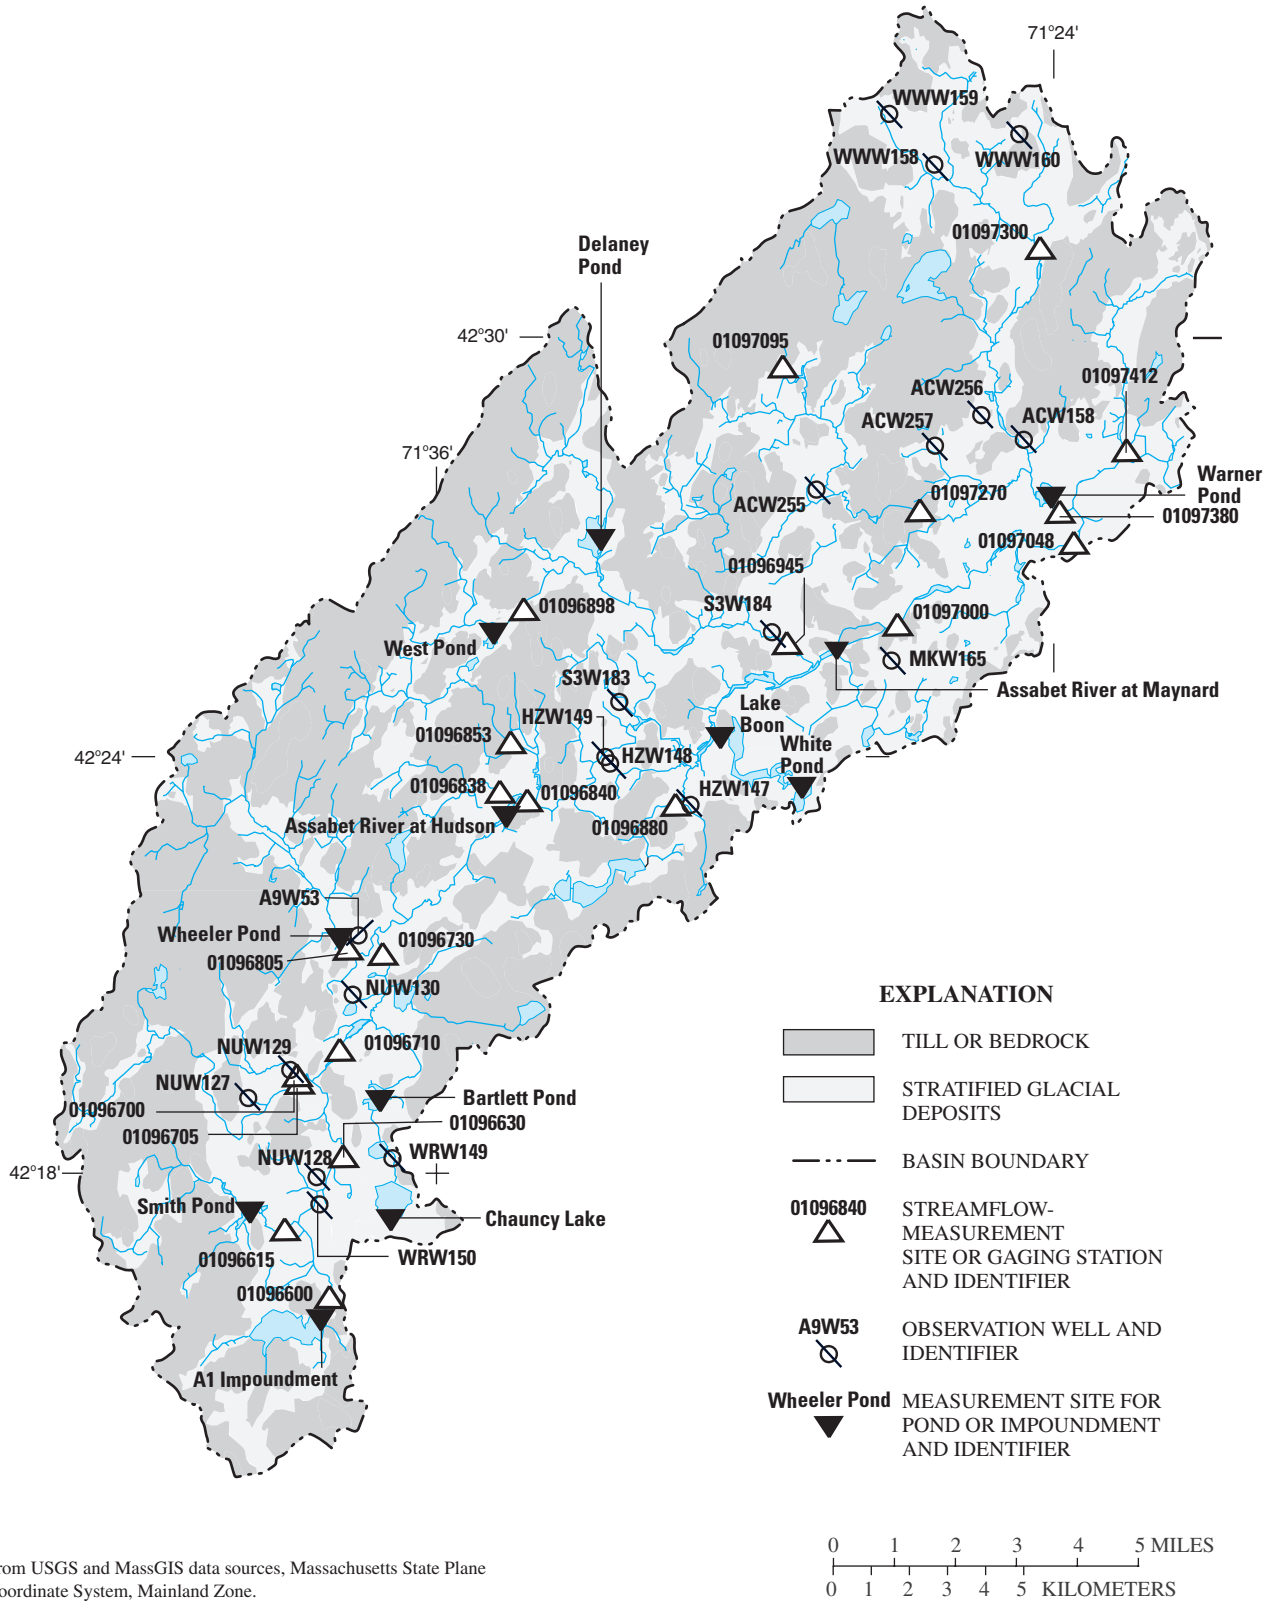 71°24'
WWW159
WWW158
WWW160
01097300
Delaney
Pond
42°30'
01097095
01097412
ACW256
ACW158
ACW257
71°36'
Warner
Pond
ACW255
01097270
01097380
01097048
01096945
S3W184
01096898
01097000
West Pond
MKW165
S3W183
Assabet River at Maynard
Lake
Boon
HZW149
01096853
White
Pond
42°24'
HZW148
01096838
01096840
HZW147
Assabet River at Hudson
01096880
A9W53
Wheeler Pond
01096730
01096805
NUW130
NUW129
01096710
NUW127
Bartlett Pond
01096700
01096630
01096705
NUW128
WRW149
42°18'
Smith Pond
Chauncy Lake
01096615
WRW150
01096600
A1 Impoundment
EXPLANATION
TILL OR BEDROCK
STRATIFIED GLACIAL
DEPOSITS
BASIN BOUNDARY
01096840
STREAMFLOW-
MEASUREMENT
SITE OR GAGING STATION
AND IDENTIFIER
A9W53
OBSERVATION WELL AND
IDENTIFIER
Wheeler Pond
MEASUREMENT SITE FOR
POND OR IMPOUNDMENT
AND IDENTIFIER
rom USGS and MassGIS data sources, Massachusetts State Plane
oordinate System, Mainland Zone.
0 1 2 3 4 5 MILES
0 1 2 3 4 5 KILOMETERS